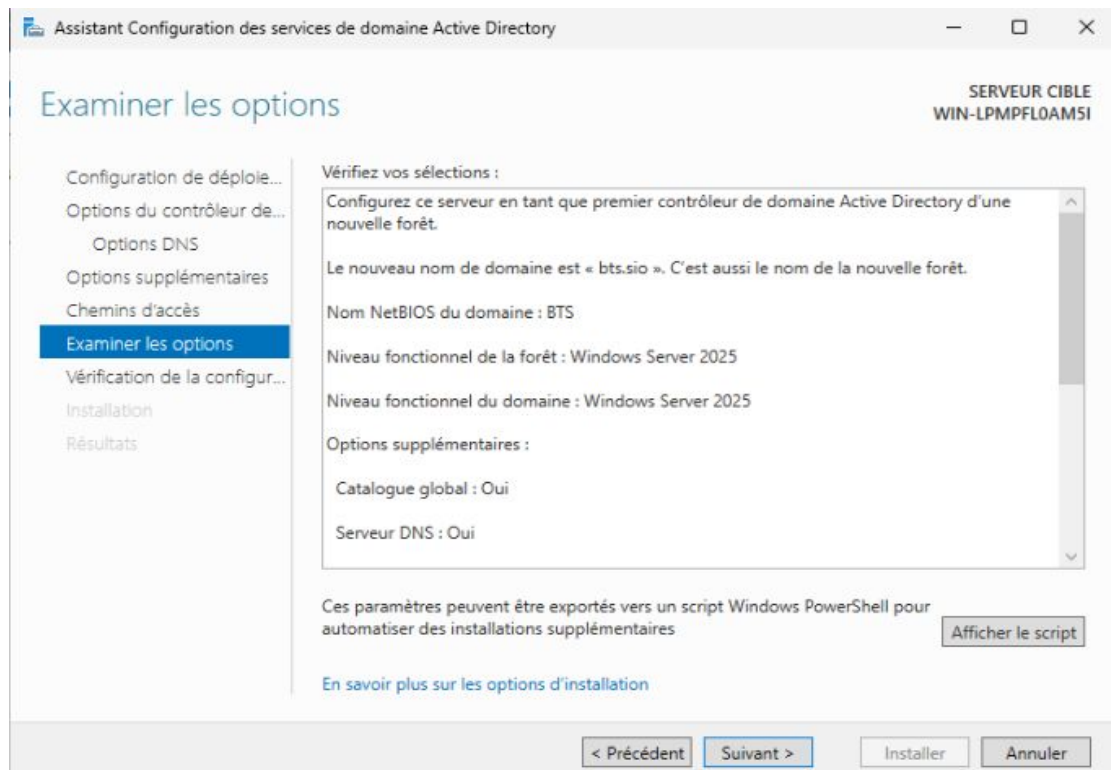 Assistant Configuration des services de domaine Active Directory
Examiner les options
SERVEUR CIBLE
WIN-LPMPFL0AM5I
Configuration de déploie...
Options du contrôleur de...
Options DNS
Options supplémentaires
Chemins d'accès
Examiner les options
Vérification de la configur...
Installation
Résultats
Vérifiez vos sélections :
Configurez ce serveur en tant que premier contrôleur de domaine Active Directory d'une
nouvelle forêt.
Le nouveau nom de domaine est « bts.sio ». C'est aussi le nom de la nouvelle forêt.
Nom NetBIOS du domaine : BTS
Niveau fonctionnel de la forêt : Windows Server 2025
Niveau fonctionnel du domaine : Windows Server 2025
Options supplémentaires :
Catalogue global : Oui
Serveur DNS : Oui
Ces paramètres peuvent être exportés vers un script Windows PowerShell pour
automatiser des installations supplémentaires
Afficher le script
En savoir plus sur les options d'installation
< Précédent
Suivant >
Installer
Annuler